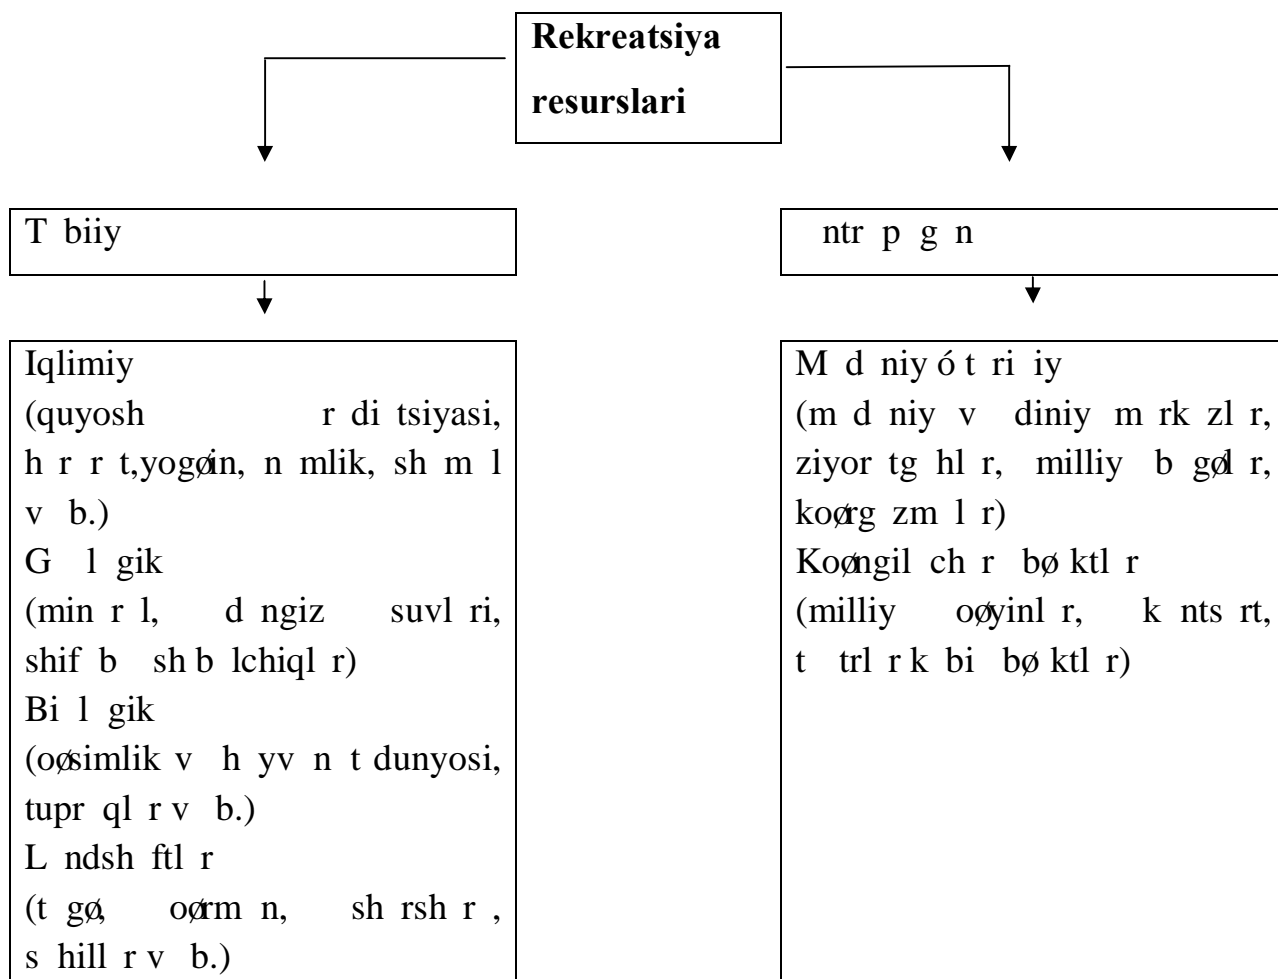 Rekreatsiya
resurslari
T biiy
ntr p g n
Iqlimiy
(quyosh r di tsiyasi,
h r r t,yogøin, n mlik, sh m l
v b.)
G l gik
(min r l, d ngiz suvl ri,
shif b sh b lchiql r)
Bi l gik
(oøsimlik v h yv n t dunyosi,
tupr ql r v b.)
L ndsh ftl r
(t gø, oørm n, sh rsh r ,
s hill r v b.)
M d niy ó t ri iy
(m d niy v diniy m rk zl r,
ziyor tg hl r, milliy b gøl r,
koørg zm l r)
Koøngil ch r bø ktl r
(milliy oøyinl r, k nts rt,
t trl r k bi bø ktl r)